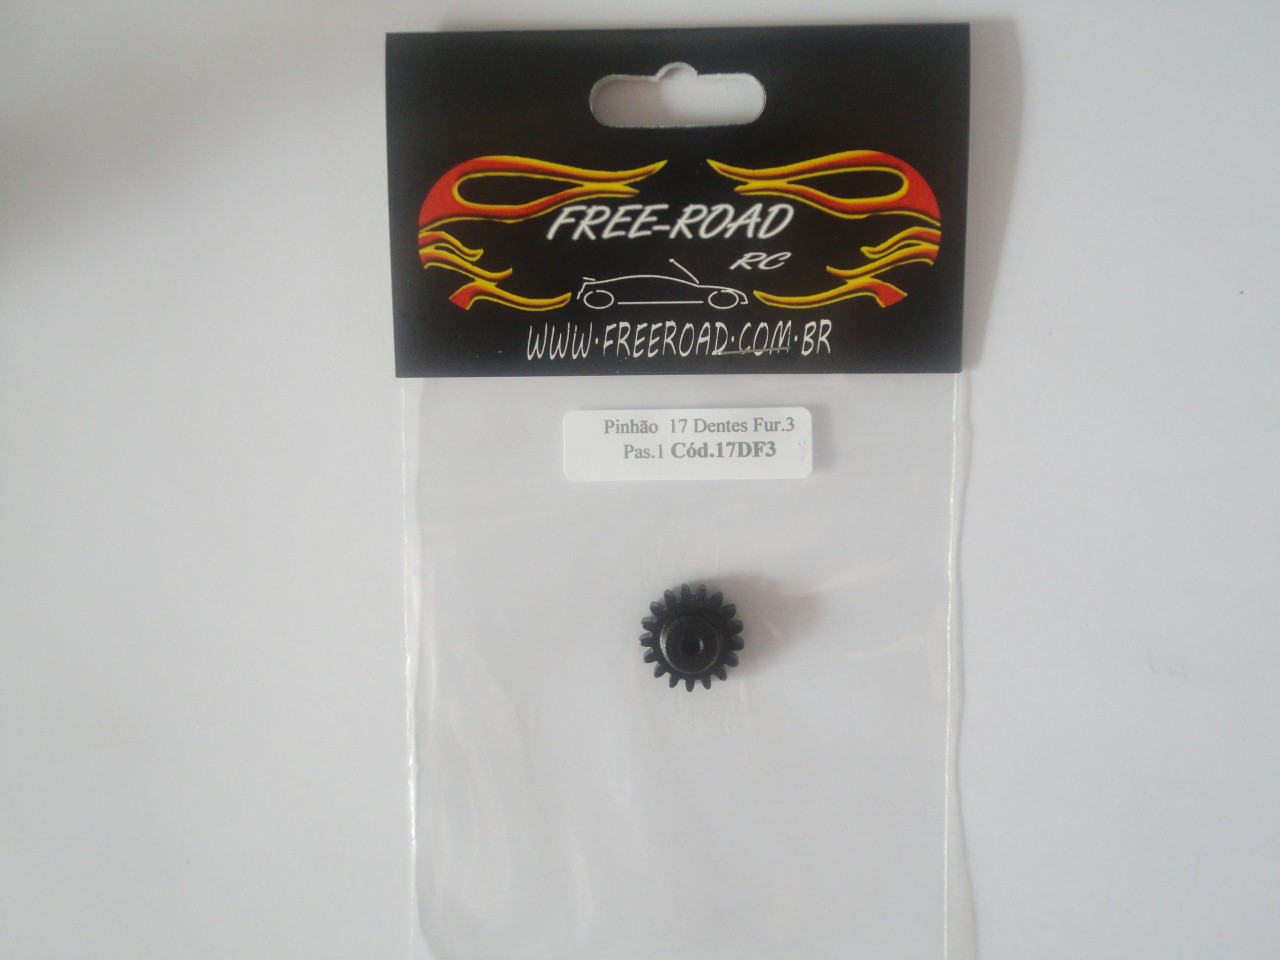 FREE-ROAD
RC
WWW.FREEROAD.COM.BR
Pinhão 17 Dentes Fur.3
Pas.1 Cód.17DF3